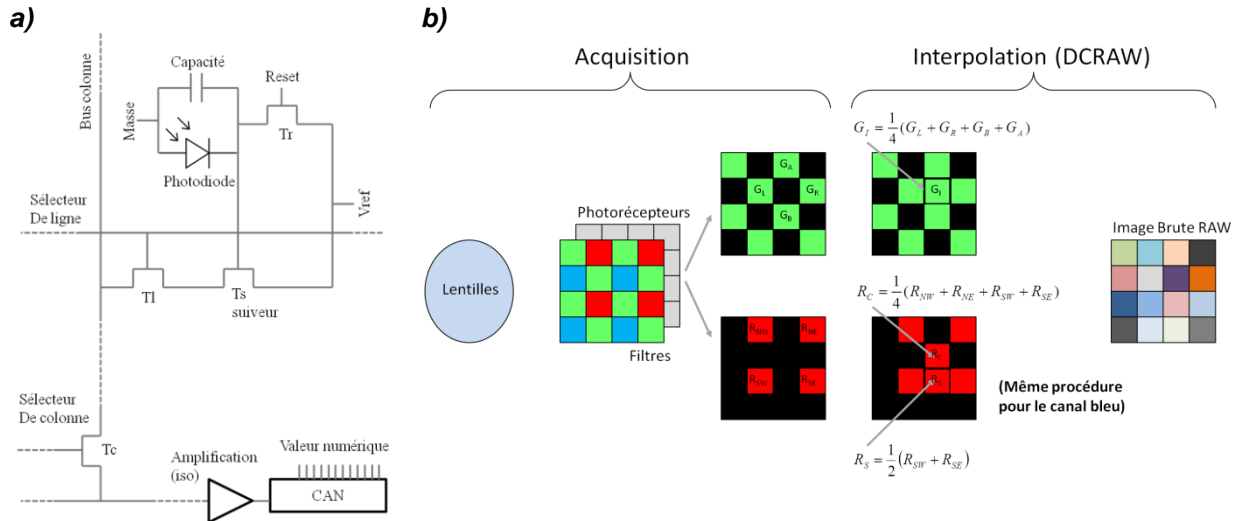 a)
Bus colonne
Masse
Capacité
Photodiode
Reset
Tr
Vref
Sélecteur
De ligne
Tl
Ts
suiveur
Sélecteur
De colonne
Tc
Amplification
(iso)
Valeur numérique
CAN
b)
Acquisition
Interpolation (DCRAW)
Lentilles
Photorécepteurs
Filtres
G_A
G_L
G_R
G_B
G_I = 1/4 (G_L + G_R + G_B + G_A)
G_I
R_NW
R_NE
R_SW
R_SE
R_C = 1/4 (R_NW + R_NE + R_SW + R_SE)
R_C
R_S
R_S = 1/2 (R_SW + R_SE)
(Même procédure
pour le canal bleu)
Image Brute RAW